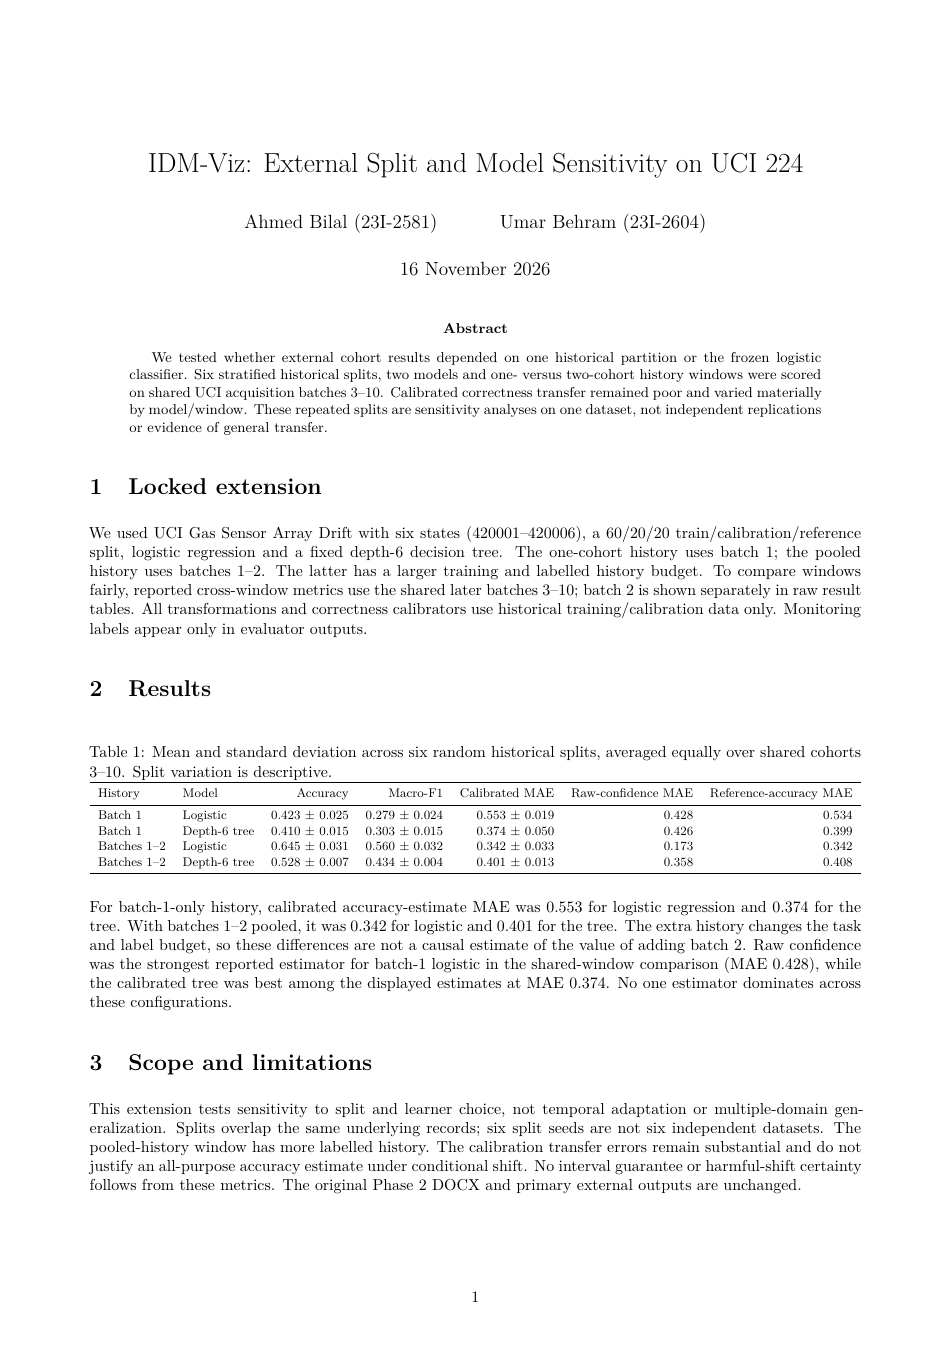 IDM-Viz: External Split and Model Sensitivity on UCI 224
Ahmed Bilal (23I-2581) Umar Behram (23I-2604)
16 November 2026
Abstract
We tested whether external cohort results depended on one historical partition or the frozen logistic
classifier. Six stratified historical splits, two models and one- versus two-cohort history windows were scored
on shared UCI acquisition batches 3–10. Calibrated correctness transfer remained poor and varied materially
by model/window. These repeated splits are sensitivity analyses on one dataset, not independent replications
or evidence of general transfer.
1 Locked extension
We used UCI Gas Sensor Array Drift with six states (420001–420006), a 60/20/20 train/calibration/reference
split, logistic regression and a fixed depth-6 decision tree. The one-cohort history uses batch 1; the pooled
history uses batches 1–2. The latter has a larger training and labelled history budget. To compare windows
fairly, reported cross-window metrics use the shared later batches 3–10; batch 2 is shown separately in raw result
tables. All transformations and correctness calibrators use historical training/calibration data only. Monitoring
labels appear only in evaluator outputs.
2 Results
Table 1: Mean and standard deviation across six random historical splits, averaged equally over shared cohorts
3–10. Split variation is descriptive.
History Model Accuracy Macro-F1 Calibrated MAE Raw-confidence MAE Reference-accuracy MAE
Batch 1 Logistic 0.423 ± 0.025 0.279 ± 0.024 0.553 ± 0.019 0.428 0.534
Batch 1 Depth-6 tree 0.410 ± 0.015 0.303 ± 0.015 0.374 ± 0.050 0.426 0.399
Batches 1–2 Logistic 0.645 ± 0.031 0.560 ± 0.032 0.342 ± 0.033 0.173 0.342
Batches 1–2 Depth-6 tree 0.528 ± 0.007 0.434 ± 0.004 0.401 ± 0.013 0.358 0.408
For batch-1-only history, calibrated accuracy-estimate MAE was 0.553 for logistic regression and 0.374 for the
tree. With batches 1–2 pooled, it was 0.342 for logistic and 0.401 for the tree. The extra history changes the task
and label budget, so these differences are not a causal estimate of the value of adding batch 2. Raw confidence
was the strongest reported estimator for batch-1 logistic in the shared-window comparison (MAE 0.428), while
the calibrated tree was best among the displayed estimates at MAE 0.374. No one estimator dominates across
these configurations.
3 Scope and limitations
This extension tests sensitivity to split and learner choice, not temporal adaptation or multiple-domain gen-
eralization. Splits overlap the same underlying records; six split seeds are not six independent datasets. The
pooled-history window has more labelled history. The calibration transfer errors remain substantial and do not
justify an all-purpose accuracy estimate under conditional shift. No interval guarantee or harmful-shift certainty
follows from these metrics. The original Phase 2 DOCX and primary external outputs are unchanged.
1